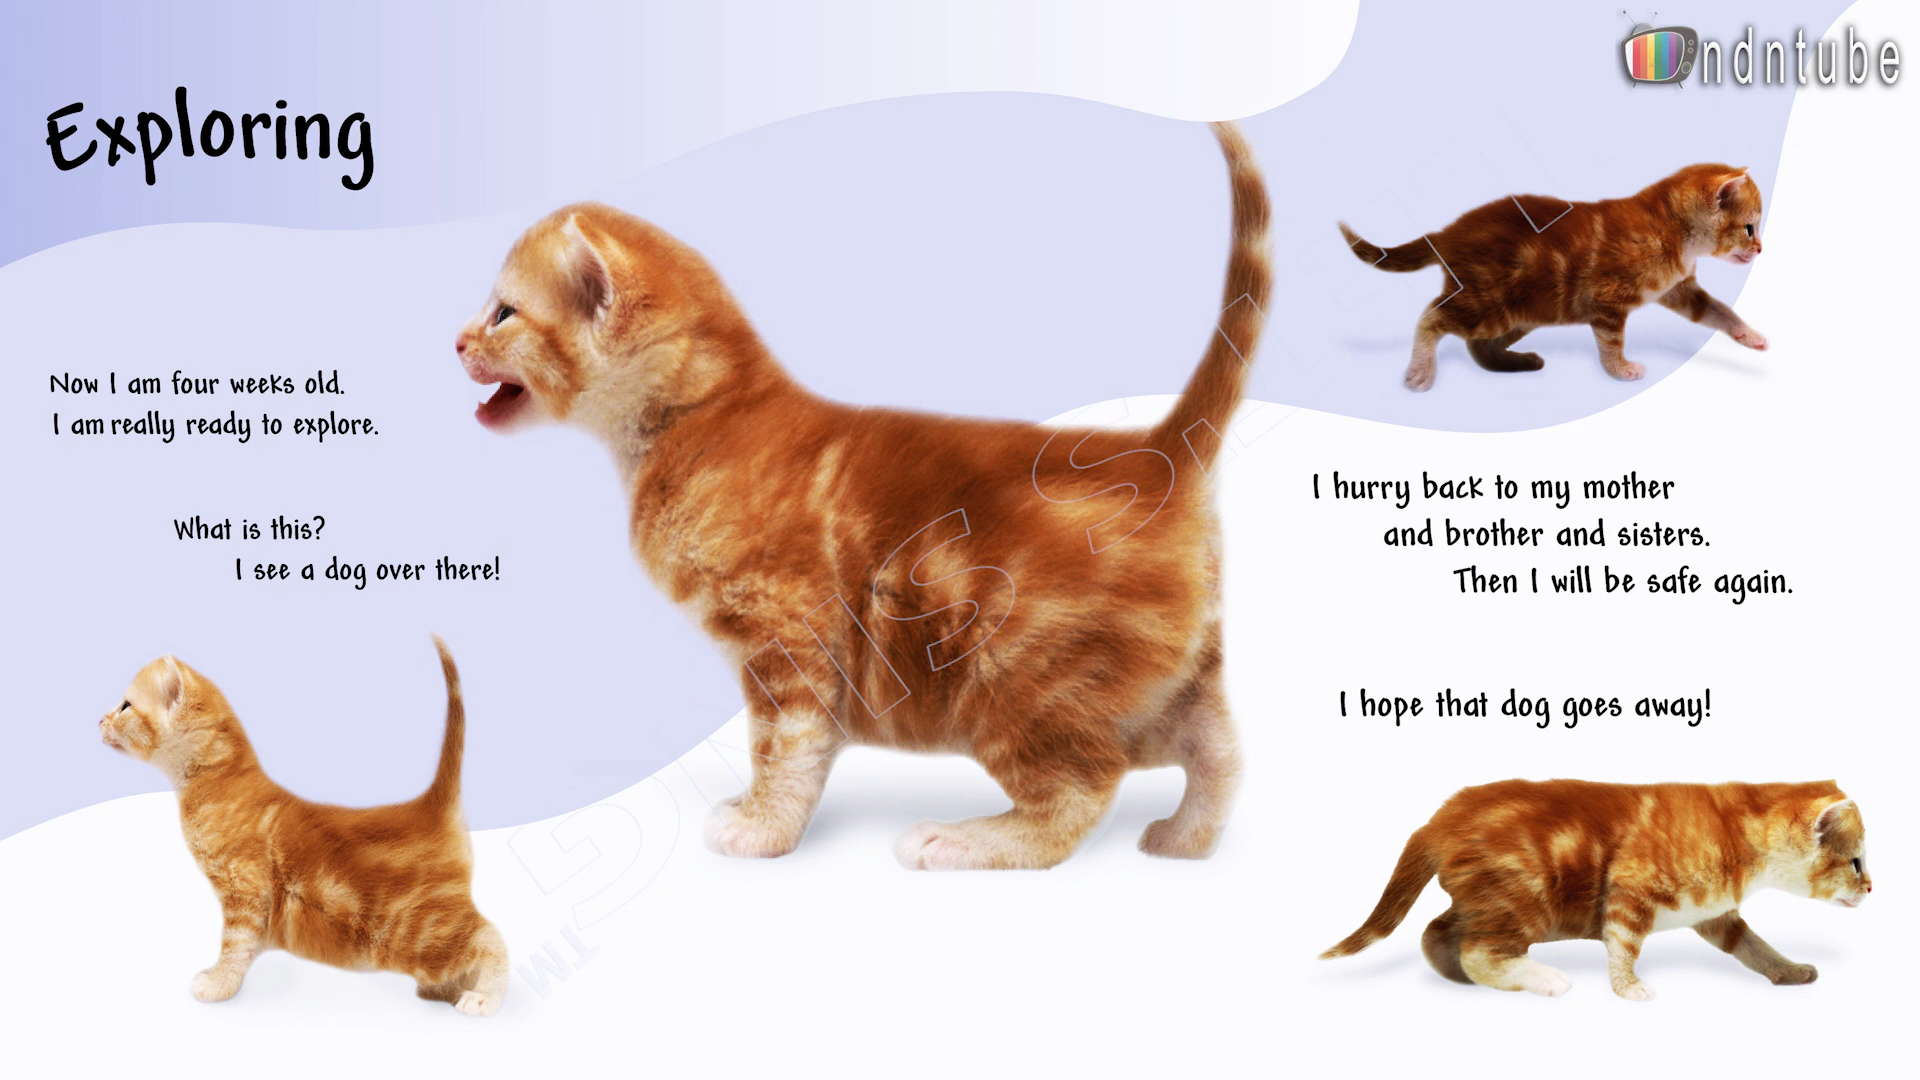 ndntube
Exploring
Now I am four weeks old.
I am really ready to explore.
What is this?
I see a dog over there!
I hurry back to my mother
and brother and sisters.
Then I will be safe again.
I hope that dog goes away!
TM